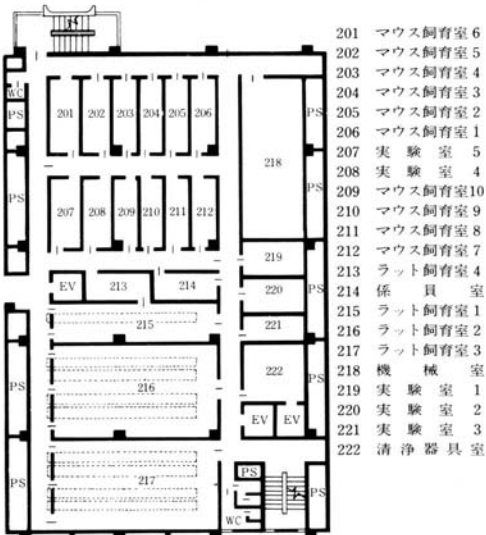 WC
PS
201
202
203
204
205
206
PS
218
PS
PS
207
208
209
210
211
212
PS
219
EV
213
214
220
PS
215
221
PS
216
222
EV
EV
PS
PS
217
PS
WC
201 マウス飼育室6
202 マウス飼育室5
203 マウス飼育室4
204 マウス飼育室3
205 マウス飼育室2
206 マウス飼育室1
207 実験室5
208 実験室4
209 マウス飼育室10
210 マウス飼育室9
211 マウス飼育室8
212 マウス飼育室7
213 ラット飼育室4
214 係員室
215 ラット飼育室1
216 ラット飼育室2
217 ラット飼育室3
218 機械室
219 実験室1
220 実験室2
221 実験室3
222 清浄器具室